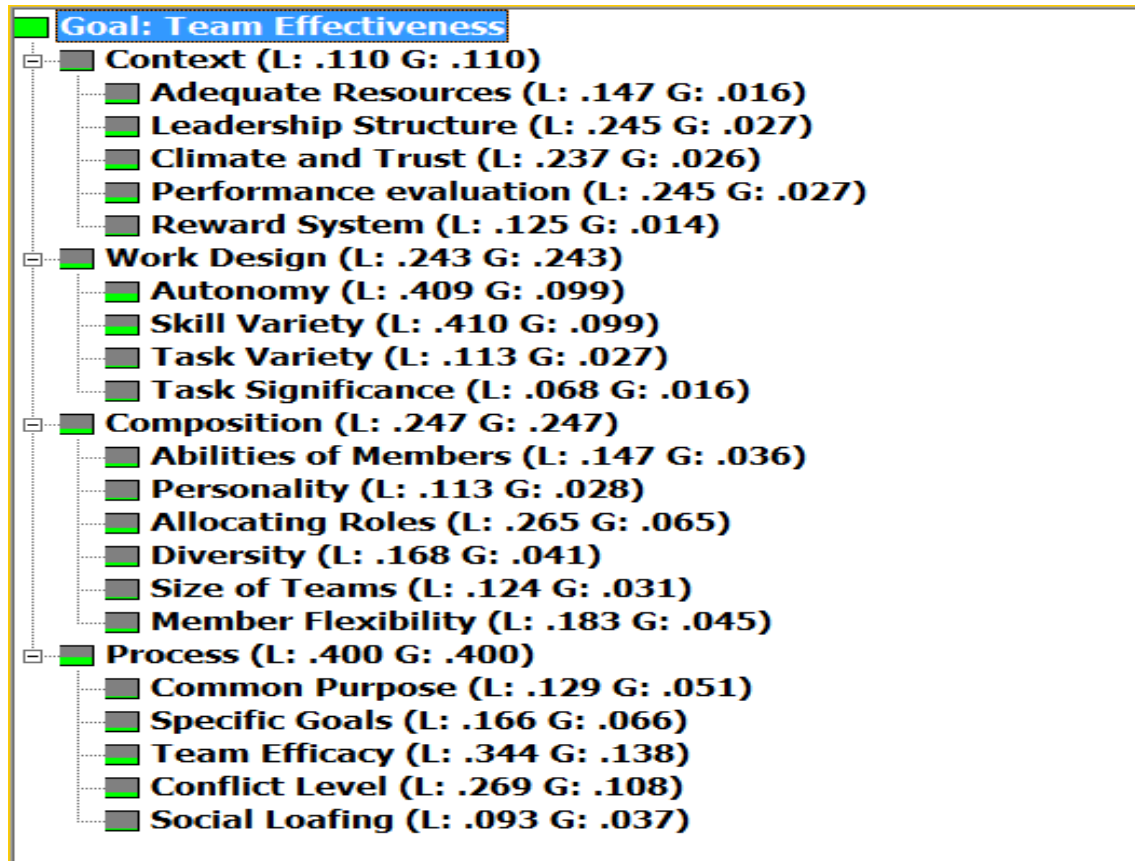 Goal: Team Effectiveness
Context (L: .110 G: .110)
Adequate Resources (L: .147 G: .016)
Leadership Structure (L: .245 G: .027)
Climate and Trust (L: .237 G: .026)
Performance evaluation (L: .245 G: .027)
Reward System (L: .125 G: .014)
Work Design (L: .243 G: .243)
Autonomy (L: .409 G: .099)
Skill Variety (L: .410 G: .099)
Task Variety (L: .113 G: .027)
Task Significance (L: .068 G: .016)
Composition (L: .247 G: .247)
Abilities of Members (L: .147 G: .036)
Personality (L: .113 G: .028)
Allocating Roles (L: .265 G: .065)
Diversity (L: .168 G: .041)
Size of Teams (L: .124 G: .031)
Member Flexibility (L: .183 G: .045)
Process (L: .400 G: .400)
Common Purpose (L: .129 G: .051)
Specific Goals (L: .166 G: .066)
Team Efficacy (L: .344 G: .138)
Conflict Level (L: .269 G: .108)
Social Loafing (L: .093 G: .037)